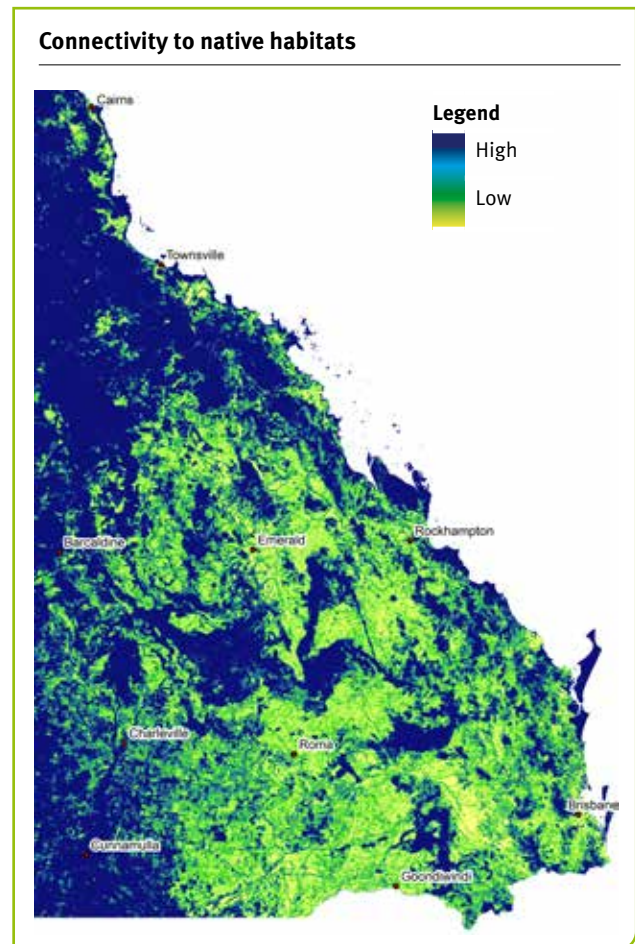 Connectivity to native habitats
Cairns
Legend
High
Low
Townsville
Rockhampton
Emerald
Barcaldine
Charleville
Roma
Brisbane
Cunnamulla
Goondiwindi